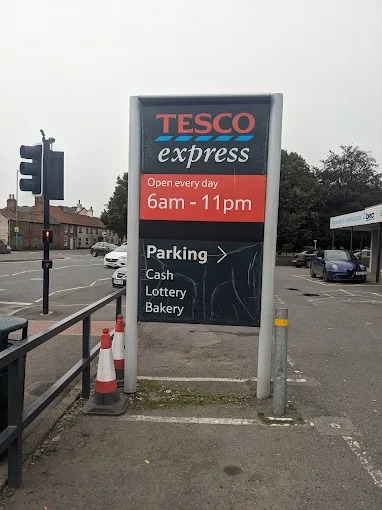 TESCO
express
Open every day
6am - 11pm
Parking →
Cash
Lottery
Bakery